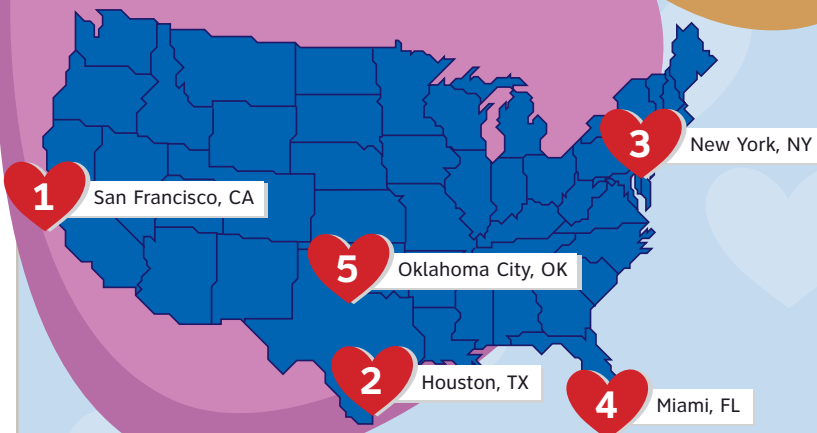 3
New York, NY
1
San Francisco, CA
5
Oklahoma City, OK
2
Houston, TX
4
Miami, FL